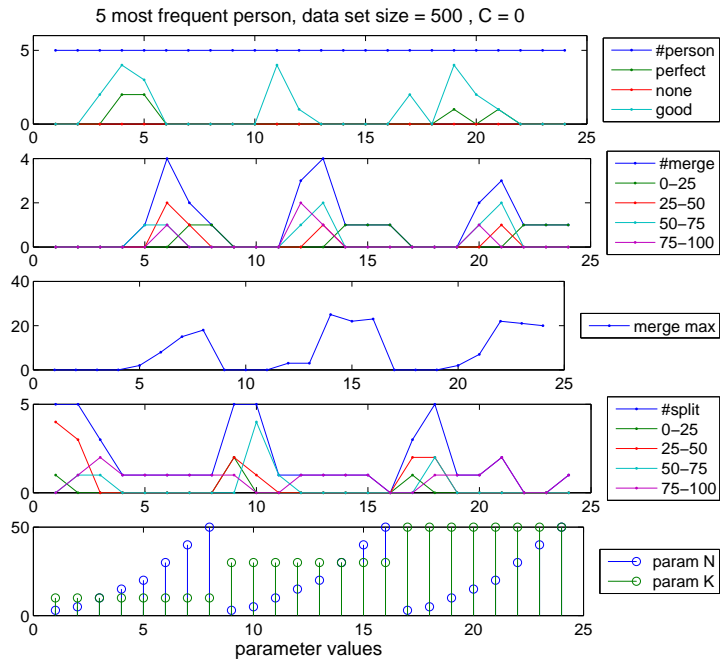 5 most frequent person, data set size = 500 , C = 0
5
0
0 5 10 15 20 25
#person
perfect
none
good
4
2
0
0 5 10 15 20 25
#merge
0−25
25−50
50−75
75−100
40
20
0
0 5 10 15 20 25
merge max
5
0
0 5 10 15 20 25
#split
0−25
25−50
50−75
75−100
50
0
0 5 10 15 20 25
param N
param K
parameter values